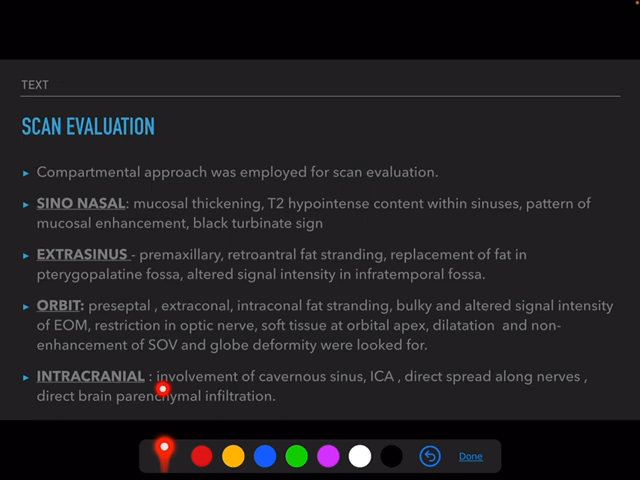 TEXT
SCAN EVALUATION
▸ Compartmental approach was employed for scan evaluation.
▸ SINO NASAL: mucosal thickening, T2 hypointense content within sinuses, pattern of
mucosal enhancement, black turbinate sign
▸ EXTRASINUS - premaxillary, retroantral fat stranding, replacement of fat in
pterygopalatine fossa, altered signal intensity in infratemporal fossa.
▸ ORBIT: preseptal , extraconal, intraconal fat stranding, bulky and altered signal intensity
of EOM, restriction in optic nerve, soft tissue at orbital apex, dilatation and non-
enhancement of SOV and globe deformity were looked for.
▸ INTRACRANIAL : involvement of cavernous sinus, ICA , direct spread along nerves ,
direct brain parenchymal infiltration.
Done